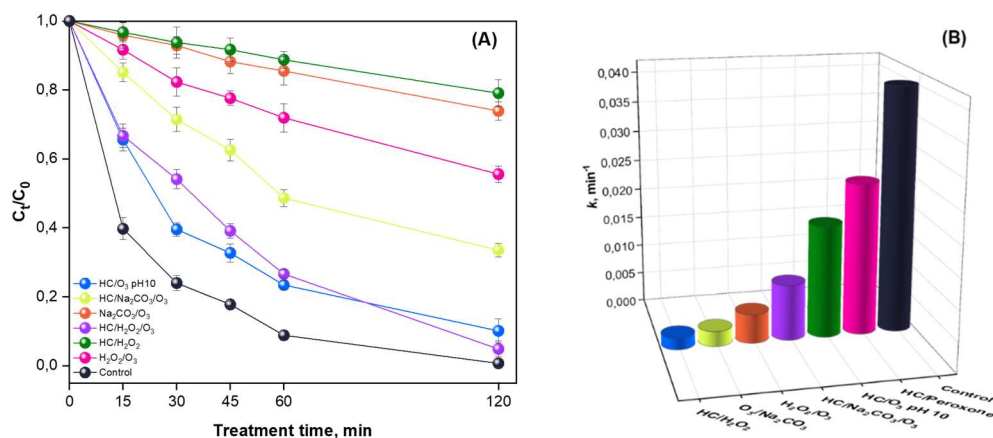 (A)
1,0
0,8
0,6
0,4
0,2
0,0
Cₜ/C₀
HC/O₃ pH10
HC/Na₂CO₃/O₃
Na₂CO₃/O₃
HC/H₂O₂/O₃
HC/H₂O₂
H₂O₂/O₃
Control
0 15 30 45 60 120
Treatment time, min
(B)
0,040
0,035
0,030
0,025
0,020
0,015
0,010
0,005
0,000
k, min⁻¹
HC/H₂O₂
O₃/Na₂CO₃
H₂O₂/O₃
HC/Na₂CO₃/O₃
HC/O₃ pH 10
HC/Peroxone
Control